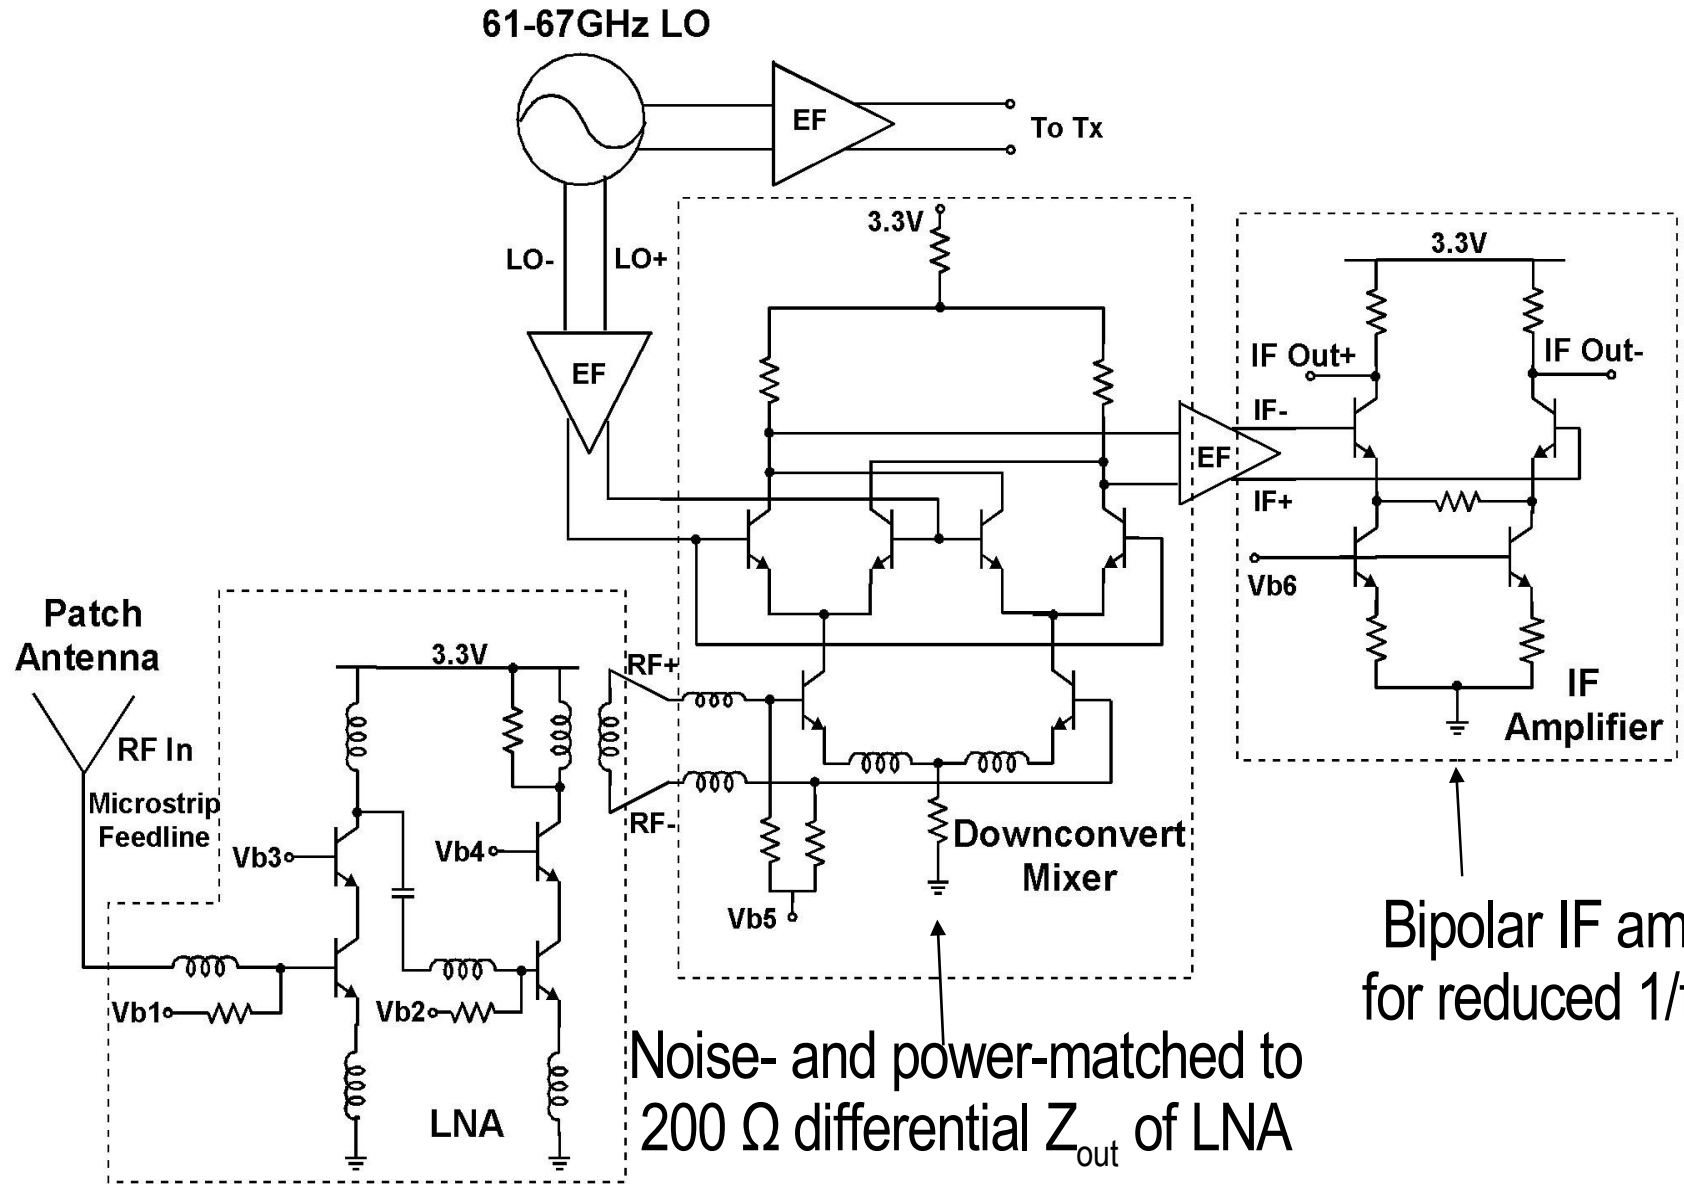 61-67GHz LO
EF
To Tx
LO-
LO+
EF
3.3V
3.3V
IF Out+
IF Out-
IF-
EF
IF+
Vb6
IF
Amplifier
Patch
Antenna
RF In
Microstrip
Feedline
3.3V
RF+
RF-
Vb3
Vb4
Vb5
Downconvert
Mixer
Vb1
Vb2
LNA
Bipolar IF am
for reduced 1/
Noise- and power-matched to
200 Ω differential Zout of LNA